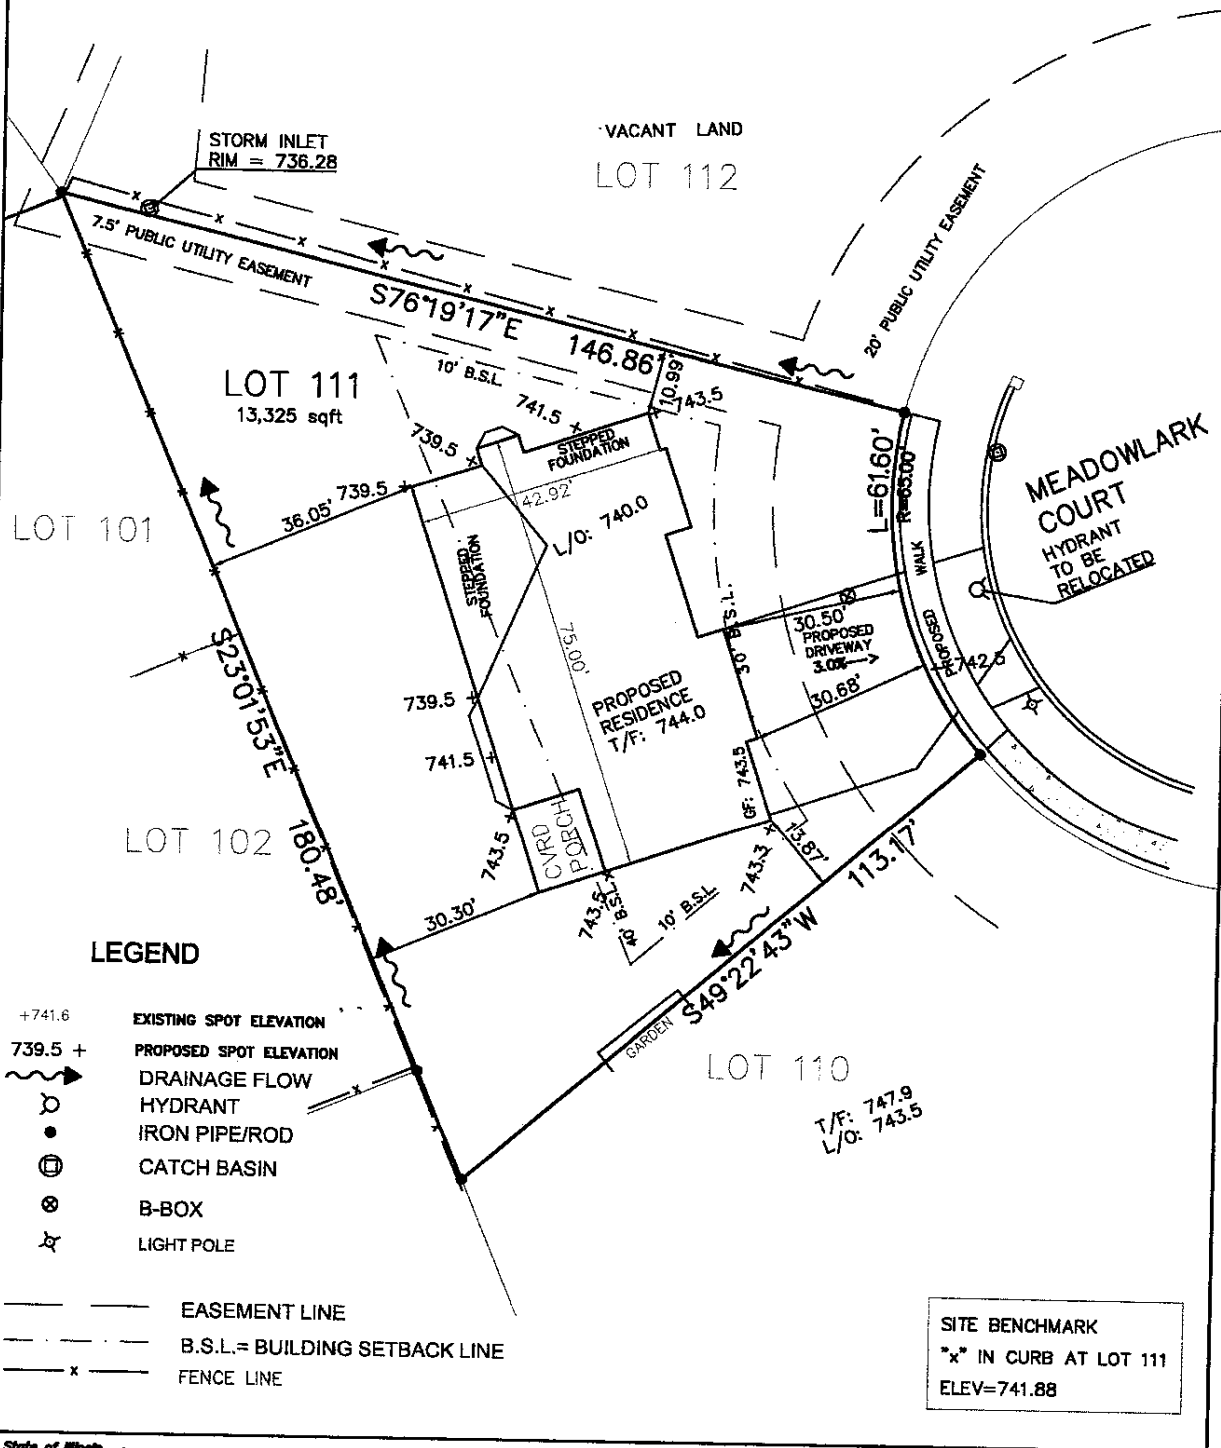 STORM INLET
RIM = 736.28
VACANT LAND
LOT 112
20' PUBLIC UTILITY EASEMENT
7.5' PUBLIC UTILITY EASEMENT
S76°19'17"E
146.86'
10' B.S.L.
10.99'
743.5
LOT 111
13,325 sqft
741.5
739.5
STEPPED
FOUNDATION
739.5
36.05'
42.92'
L/O: 740.0
L=61.60'
R=65.00'
MEADOWLARK
COURT
HYDRANT
TO BE
RELOCATED
LOT 101
WALK
PROPOSED
STEPPED
FOUNDATION
30' B.S.L.
30.50'
PROPOSED
DRIVEWAY
3.0%
742.5
30.68'
75.00'
S23°01'53"E
180.48'
739.5
PROPOSED
RESIDENCE
T/F: 744.0
741.5
GF: 743.5
LOT 102
743.5
CVRD
PORCH
743.3
13.87'
113.17'
30.30'
743.5
40' B.S.L.
10' B.S.L.
S49°22'43"W
GARDEN
LOT 110
T/F: 747.9
L/O: 743.5
LEGEND
+741.6 EXISTING SPOT ELEVATION
739.5 + PROPOSED SPOT ELEVATION
DRAINAGE FLOW
HYDRANT
IRON PIPE/ROD
CATCH BASIN
B-BOX
LIGHT POLE
EASEMENT LINE
B.S.L.= BUILDING SETBACK LINE
x FENCE LINE
SITE BENCHMARK
"x" IN CURB AT LOT 111
ELEV=741.88
State of Illinois